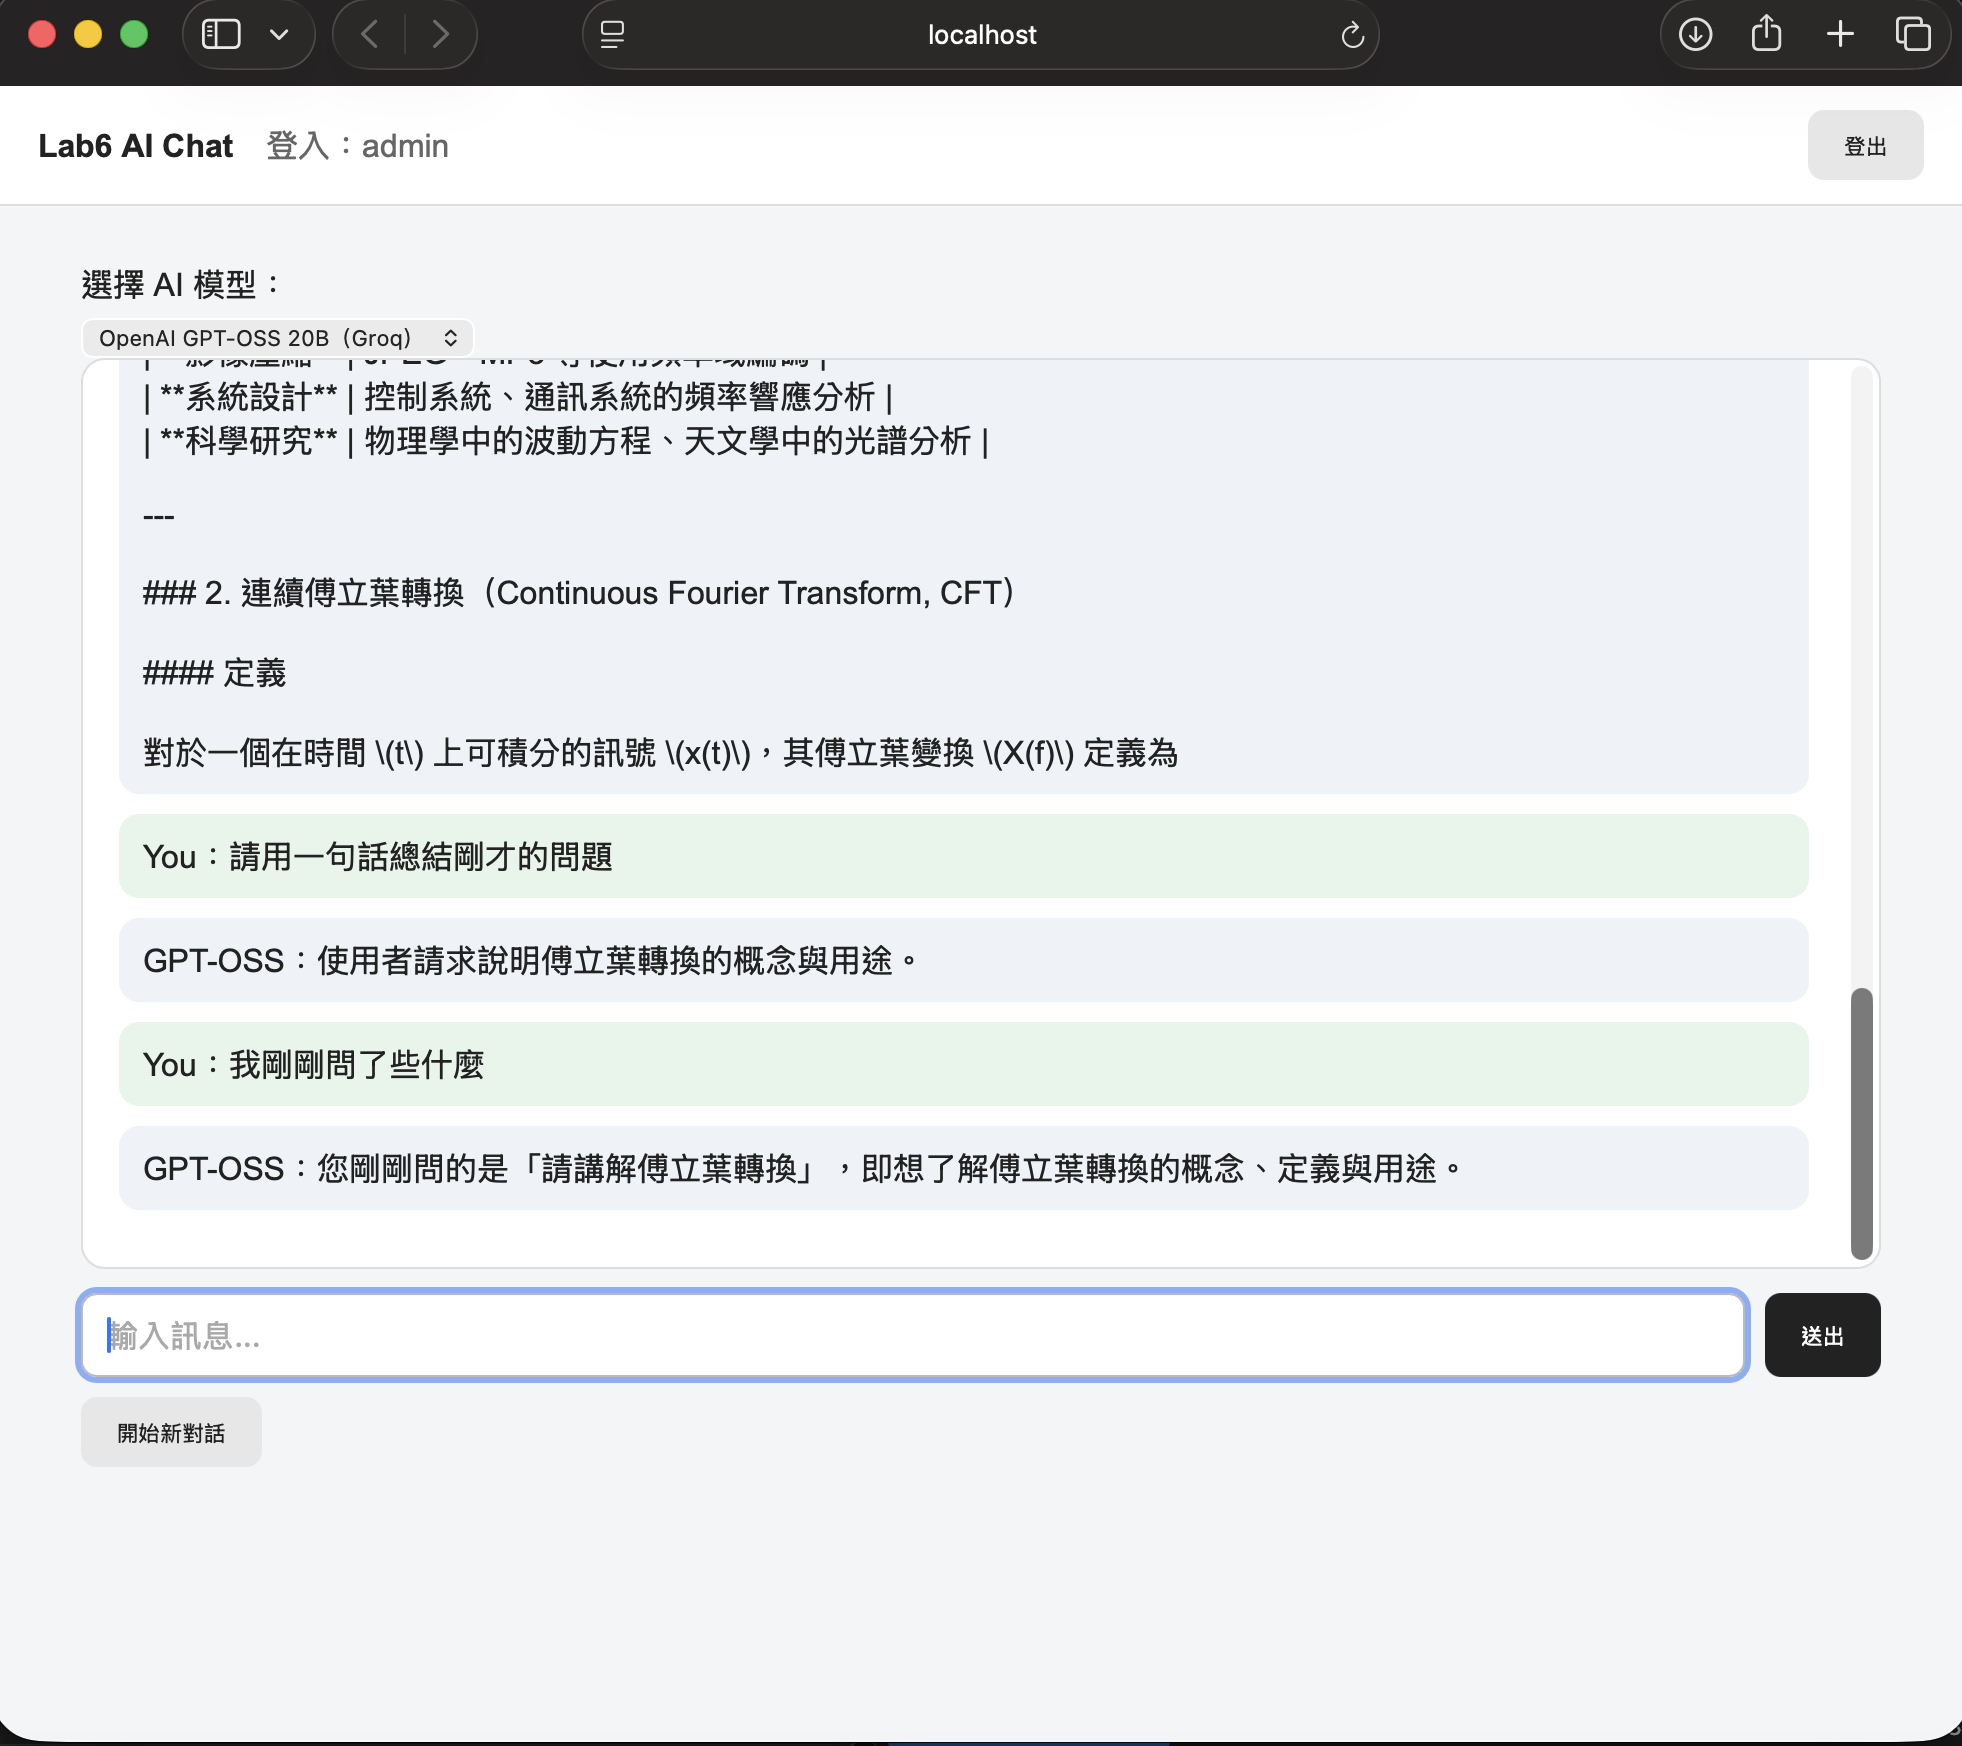 localhost
Lab6 AI Chat 登入：admin
登出
選擇 AI 模型：
OpenAI GPT-OSS 20B（Groq）
| **系統設計** | 控制系統、通訊系統的頻率響應分析 |
| **科學研究** | 物理學中的波動方程、天文學中的光譜分析 |
---
### 2. 連續傅立葉轉換（Continuous Fourier Transform, CFT）
#### 定義
對於一個在時間 \(t\) 上可積分的訊號 \(x(t)\)，其傅立葉變換 \(X(f)\) 定義為
You：請用一句話總結剛才的問題
GPT-OSS：使用者請求說明傅立葉轉換的概念與用途。
You：我剛剛問了些什麼
GPT-OSS：您剛剛問的是「請講解傅立葉轉換」，即想了解傅立葉轉換的概念、定義與用途。
輸入訊息...
送出
開始新對話